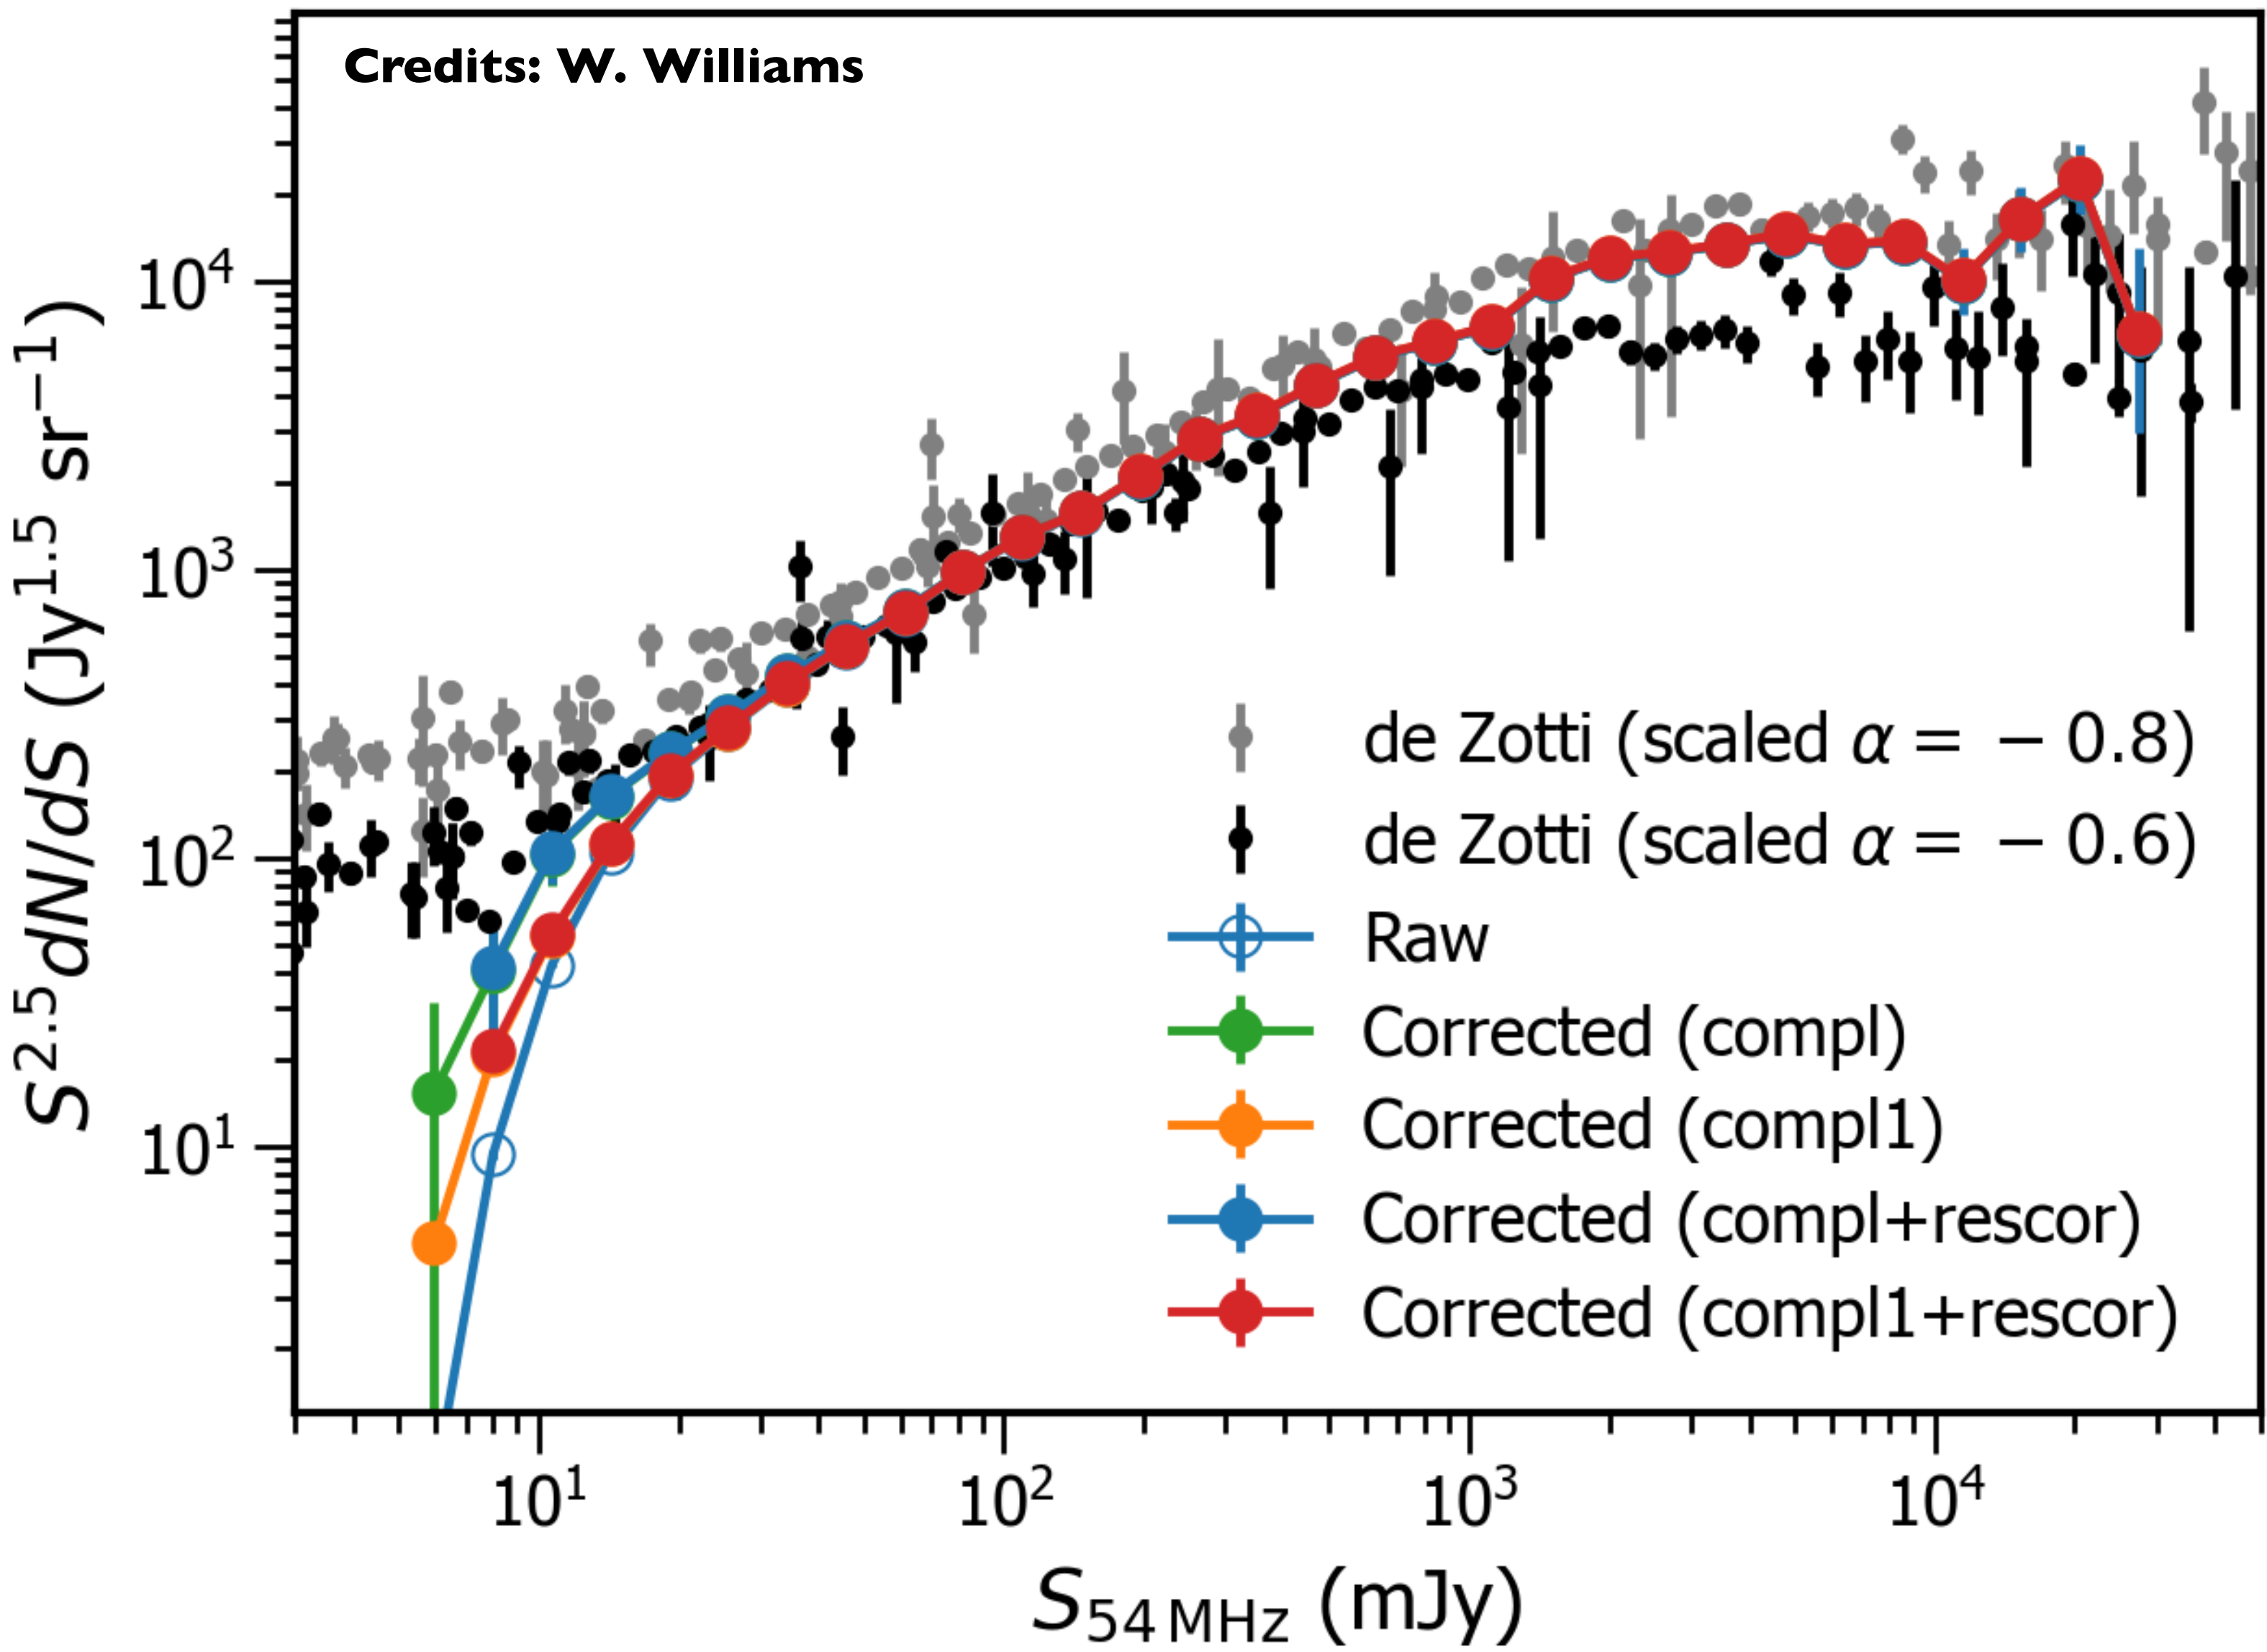 Credits: W. Williams
S^2.5 dN/dS (Jy^1.5 sr^−1)
10^4
10^3
10^2
10^1
de Zotti (scaled α = − 0.8)
de Zotti (scaled α = − 0.6)
Raw
Corrected (compl)
Corrected (compl1)
Corrected (compl+rescor)
Corrected (compl1+rescor)
10^1 10^2 10^3 10^4
S_54 MHz (mJy)